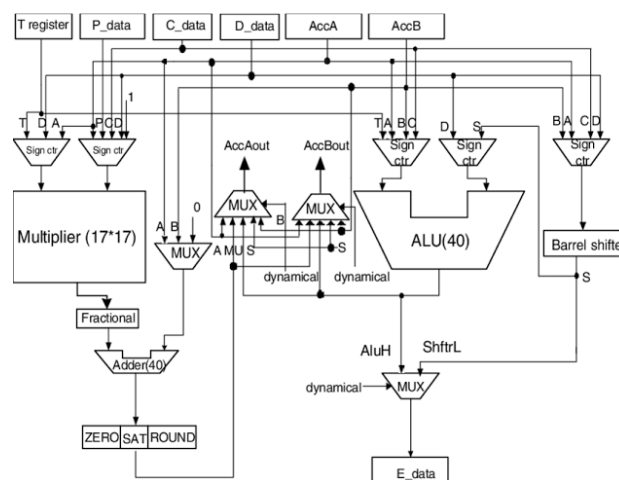 T register P_data C_data D_data AccA AccB
1
T D A P C D T A B C D S B A C D
Sign ctr Sign ctr AccAout AccBout Sign ctr Sign ctr Sign ctr
0
A B MUX MUX
B
Multiplier (17*17) MUX A MU S S ALU(40) Barrel shifte
dynamical dynamical S
Fractional
AluH ShftrL
Adder(40) dynamical MUX
ZERO SAT ROUND
E_data